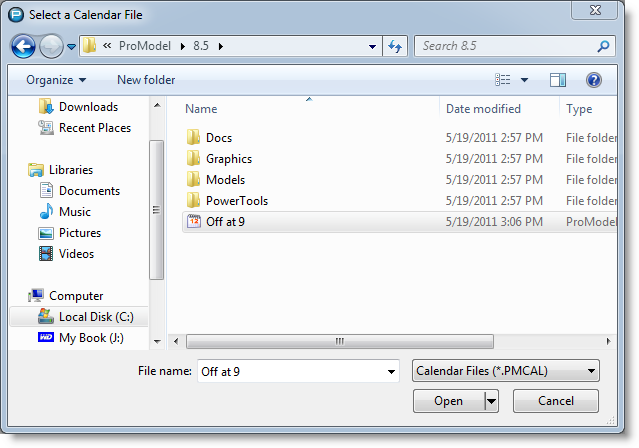 Select a Calendar File
« ProModel ▸ 8.5 ▸
Search 8.5
Organize ▾ New folder
Downloads
Recent Places
Libraries
Documents
Music
Pictures
Videos
Computer
Local Disk (C:)
My Book (J:)
Name Date modified Type
Docs 5/19/2011 2:57 PM File folder
Graphics 5/19/2011 2:57 PM File folder
Models 5/19/2011 2:57 PM File folder
PowerTools 5/19/2011 2:57 PM File folder
Off at 9 5/19/2011 3:06 PM ProModel
File name: Off at 9 Calendar Files (*.PMCAL)
Open Cancel